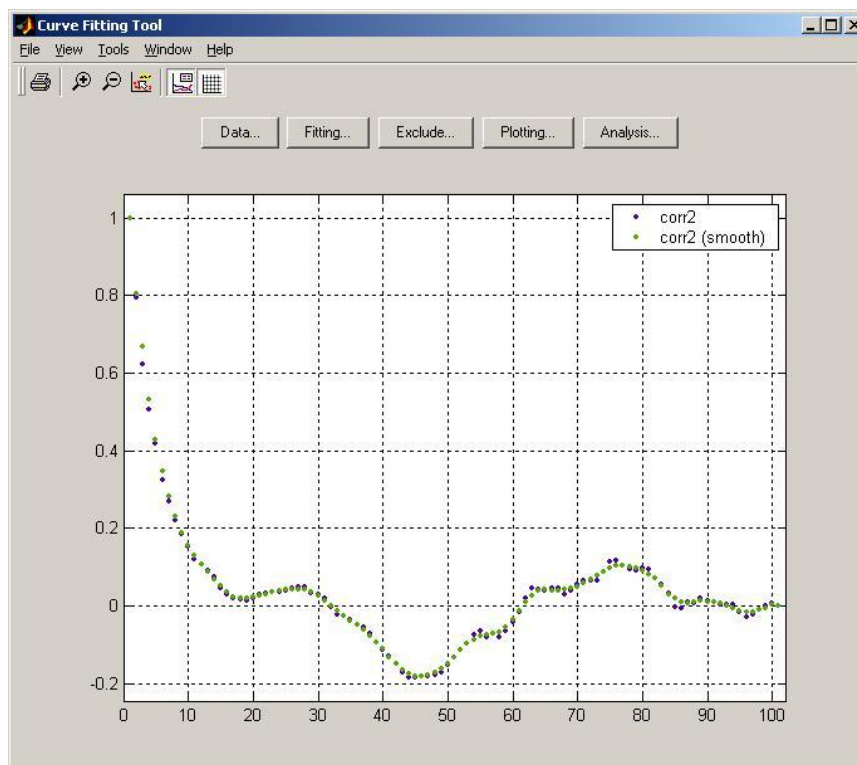 Curve Fitting Tool
File View Tools Window Help
Data... Fitting... Exclude... Plotting... Analysis...
corr2
corr2 (smooth)
1
0.8
0.6
0.4
0.2
0
-0.2
0 10 20 30 40 50 60 70 80 90 100